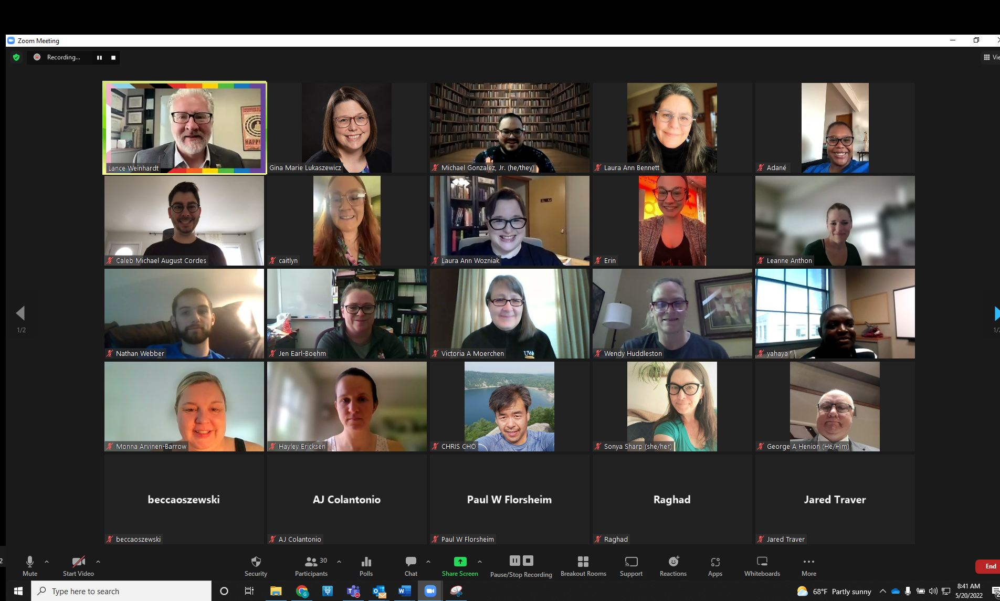 Zoom Meeting
Recording...
Vie
HAPPI
Lance Weinhardt
Gina Marie Lukaszewicz
Michael Gonzalez, Jr. (he/they)
Laura Ann Bennett
Adané
Caleb Michael August Cordes
caitlyn
Laura Ann Wozniak
Erin
Leanne Anthon
UW
Nathan Webber
Jen Earl-Boehm
Victoria A Moerchen
Wendy Huddleston
yahaya
1/2
1/2
Monna Arvinen-Barrow
Hayley Ericksen
CHRIS CHO
Sonya Sharp (she/her)
George A Henion (He/Him)
beccaoszewski
AJ Colantonio
Paul W Florsheim
Raghad
Jared Traver
beccaoszewski
AJ Colantonio
Paul W Florsheim
Raghad
Jared Traver
2
30
Mute
Start Video
Security
Participants
Polls
Chat
Share Screen
Pause/Stop Recording
Breakout Rooms
Support
Reactions
Apps
Whiteboards
More
End
Type here to search
68°F Partly sunny
8:41 AM
5/20/2022
2